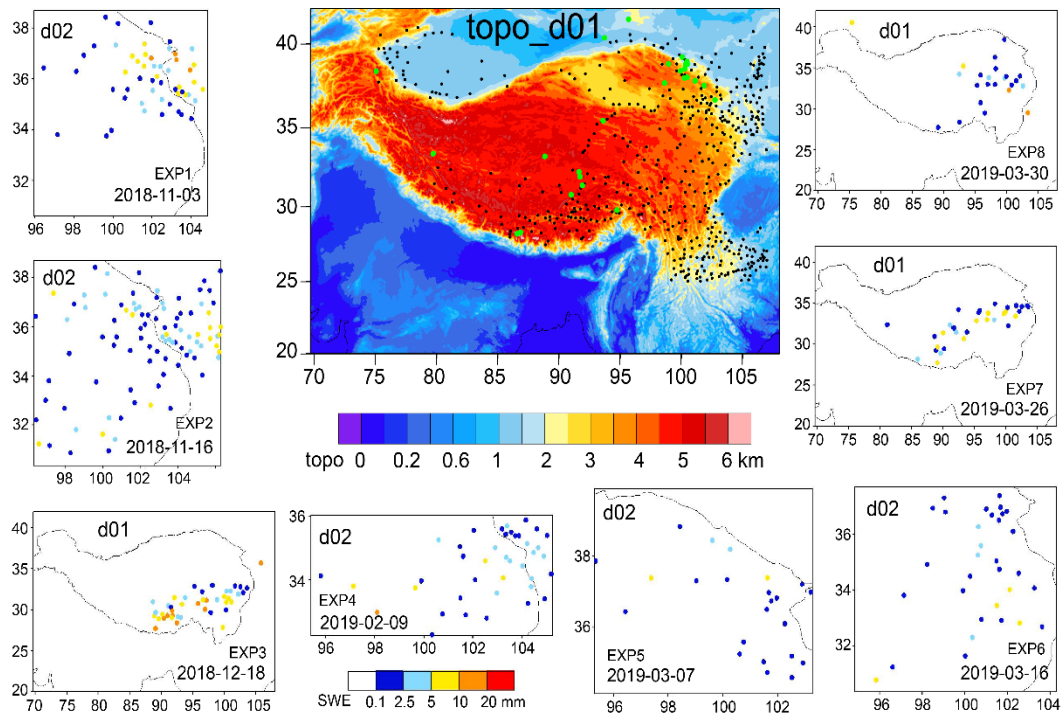 d02
38
36
34
32
96 98 100 102 104
EXP1
2018-11-03
topo_d01
40
35
30
25
20
70 75 80 85 90 95 100 105
topo 0 0.2 0.6 1 2 3 4 5 6 km
d01
40
35
30
25
20
70 75 80 85 90 95 100 105
EXP8
2019-03-30
d02
38
36
34
32
98 100 102 104
EXP2
2018-11-16
d01
40
35
30
25
20
70 75 80 85 90 95 100 105
EXP7
2019-03-26
d01
40
35
30
25
20
70 75 80 85 90 95 100 105
EXP3
2018-12-18
d02
36
34
96 98 100 102 104
EXP4
2019-02-09
SWE 0.1 2.5 5 10 20 mm
d02
38
36
96 98 100 102
EXP5
2019-03-07
d02
36
34
32
96 98 100 102 104
EXP6
2019-03-16